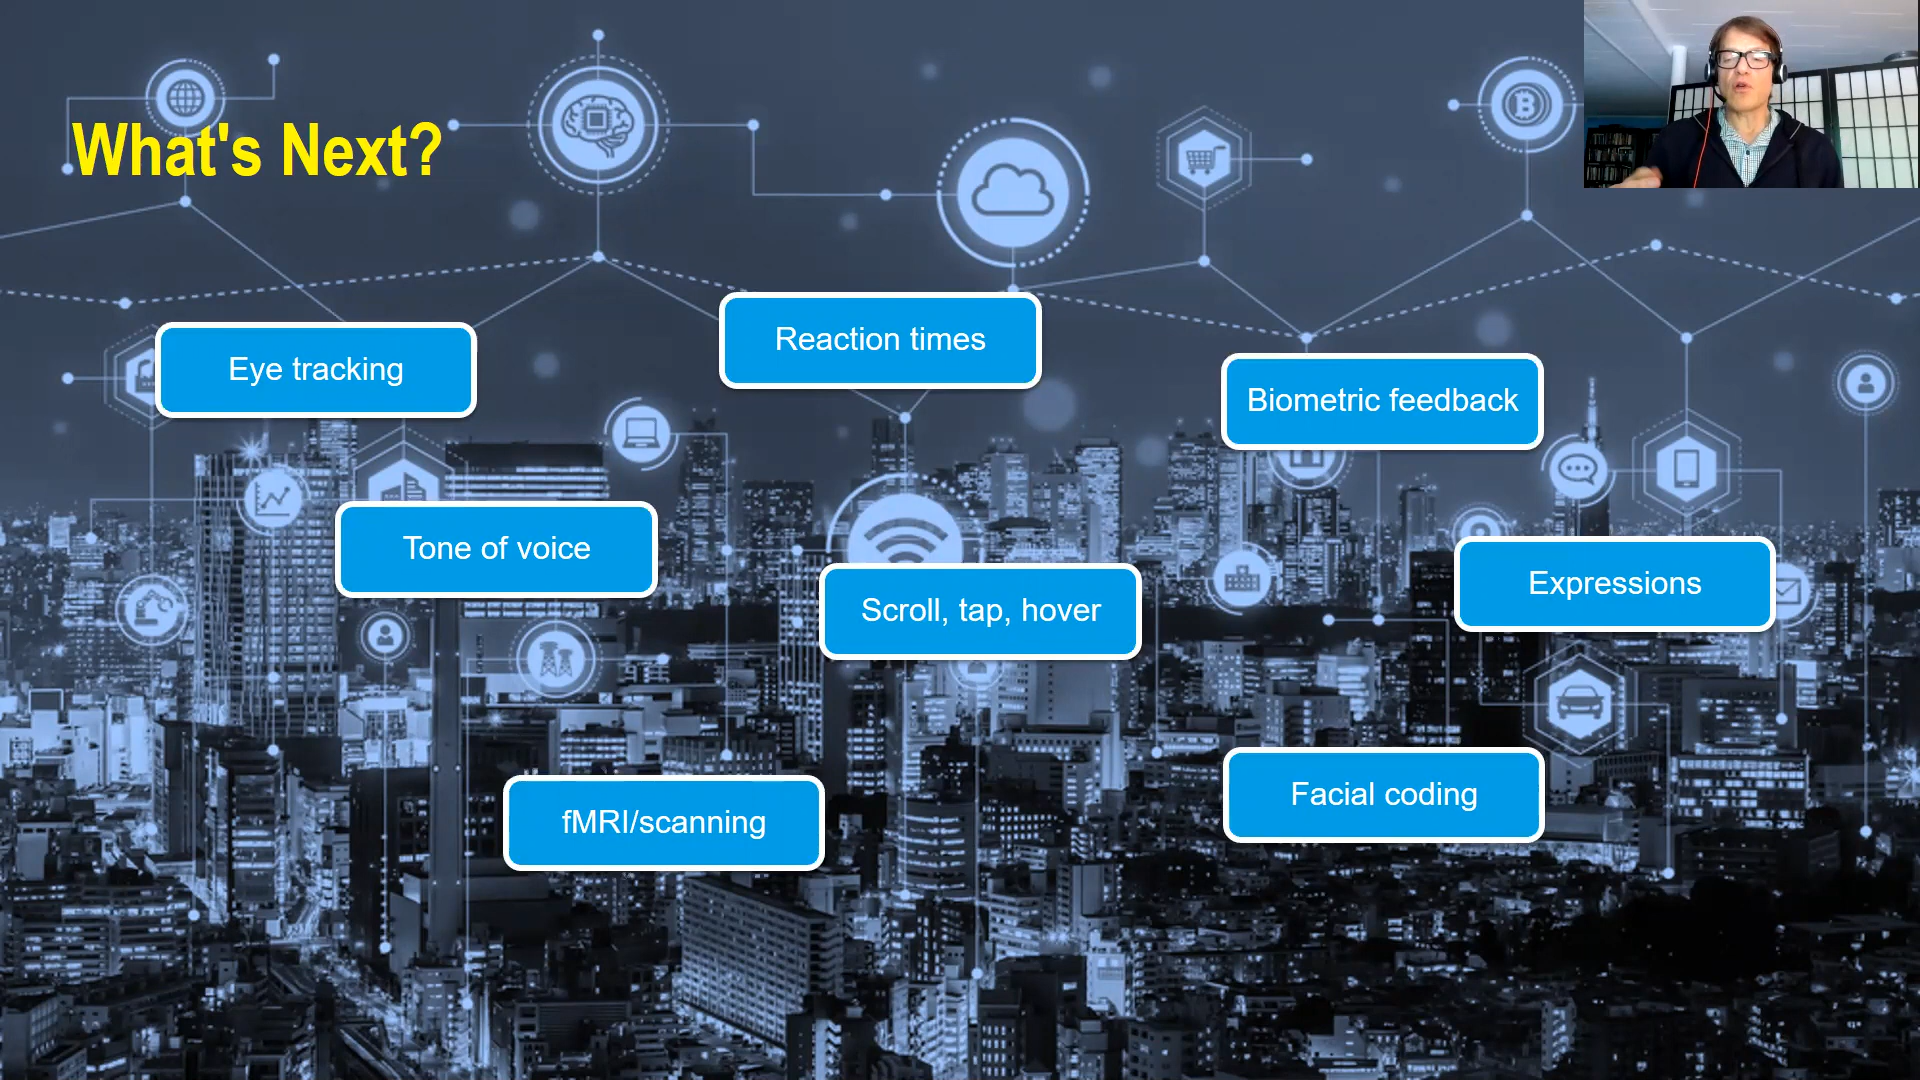 What's Next?
Reaction times
Eye tracking
Biometric feedback
Tone of voice
Expressions
Scroll, tap, hover
Facial coding
fMRI/scanning